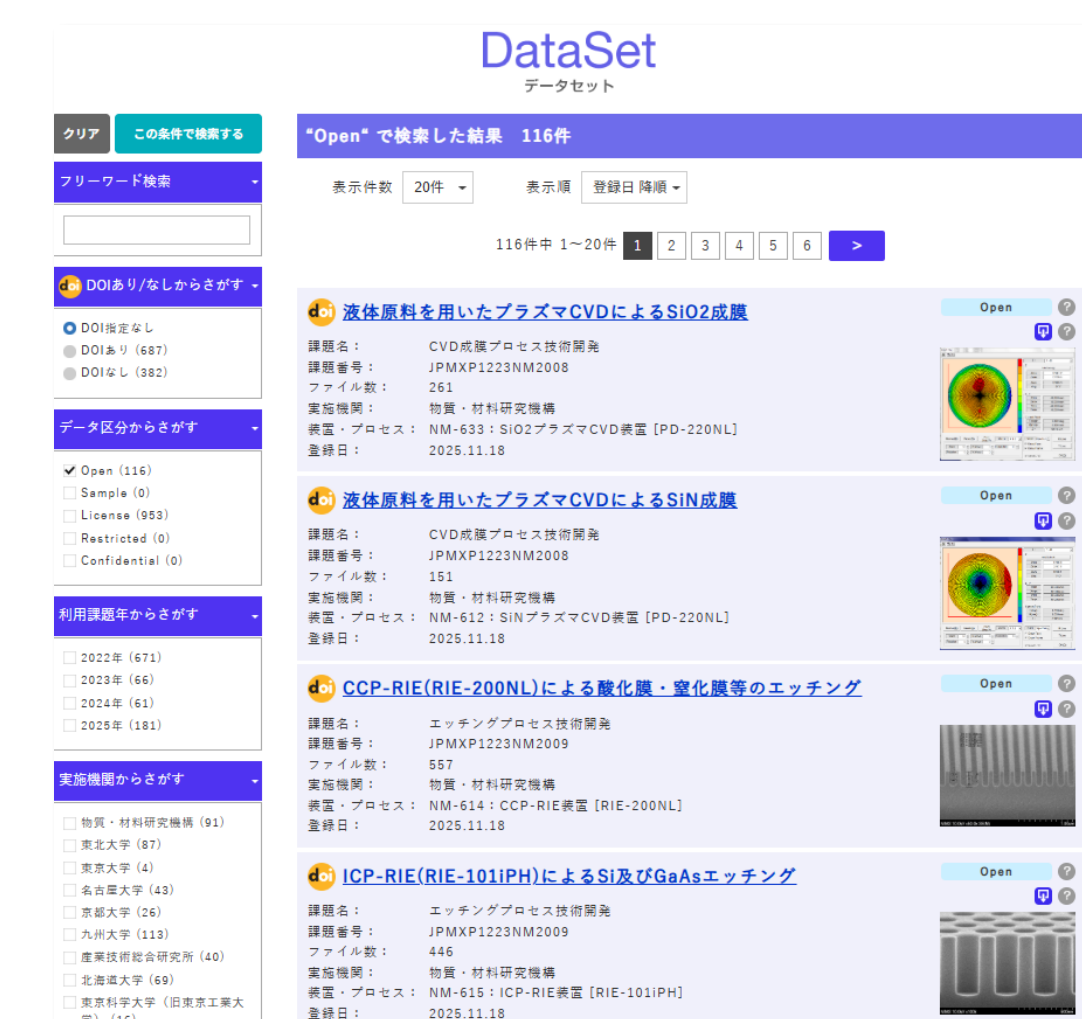 DataSet
データセット
クリア
この条件で検索する
フリーワード検索
doi DOIあり/なしからさがす
DOI指定なし
DOIあり (687)
DOIなし (382)
データ区分からさがす
Open (116)
Sample (0)
License (953)
Restricted (0)
Confidential (0)
利用課題年からさがす
2022年 (671)
2023年 (66)
2024年 (61)
2025年 (181)
実施機関からさがす
物質・材料研究機構 (91)
東北大学 (87)
東京大学 (4)
名古屋大学 (43)
京都大学 (26)
九州大学 (113)
産業技術総合研究所 (40)
北海道大学 (69)
東京科学大学 (旧東京工業大
“Open“ で検索した結果 116件
表示件数 20件 表示順 登録日 降順
116件中 1～20件 1 2 3 4 5 6 >
doi 液体原料を用いたプラズマCVDによるSiO2成膜
Open ?
?
課題名： CVD成膜プロセス技術開発
課題番号： JPMXP1223NM2008
ファイル数： 261
実施機関： 物質・材料研究機構
装置・プロセス： NM-633：SiO2プラズマCVD装置 [PD-220NL]
登録日： 2025.11.18
doi 液体原料を用いたプラズマCVDによるSiN成膜
Open ?
?
課題名： CVD成膜プロセス技術開発
課題番号： JPMXP1223NM2008
ファイル数： 151
実施機関： 物質・材料研究機構
装置・プロセス： NM-612：SiNプラズマCVD装置 [PD-220NL]
登録日： 2025.11.18
doi CCP-RIE(RIE-200NL)による酸化膜・窒化膜等のエッチング
Open ?
?
課題名： エッチングプロセス技術開発
課題番号： JPMXP1223NM2009
ファイル数： 557
実施機関： 物質・材料研究機構
装置・プロセス： NM-614：CCP-RIE装置 [RIE-200NL]
登録日： 2025.11.18
doi ICP-RIE(RIE-101iPH)によるSi及びGaAsエッチング
Open ?
?
課題名： エッチングプロセス技術開発
課題番号： JPMXP1223NM2009
ファイル数： 446
実施機関： 物質・材料研究機構
装置・プロセス： NM-615：ICP-RIE装置 [RIE-101iPH]
登録日： 2025.11.18